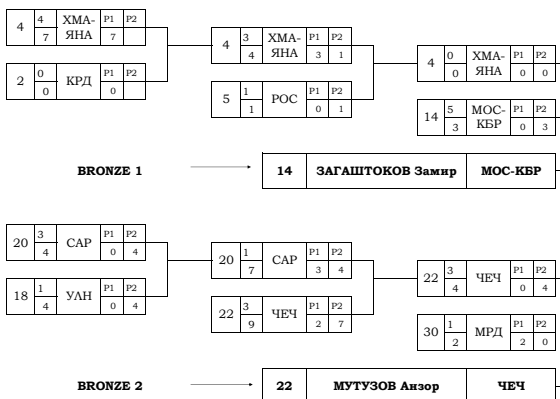 4 4 7 ХМА-ЯНА P1 7 P2
2 0 0 КРД P1 0 P2
4 3 4 ХМА-ЯНА P1 3 P2 1
5 1 1 РОС P1 0 P2 1
4 0 0 ХМА-ЯНА P1 0 P2 0
14 5 3 МОС-КБР P1 0 P2 3
BRONZE 1 14 ЗАГАШТОКОВ Замир МОС-КБР
20 3 4 САР P1 0 P2 4
18 1 4 УЛН P1 0 P2 4
20 1 7 САР P1 3 P2 4
22 3 9 ЧЕЧ P1 2 P2 7
22 3 4 ЧЕЧ P1 0 P2 4
30 1 2 МРД P1 2 P2 0
BRONZE 2 22 МУТУЗОВ Анзор ЧЕЧ